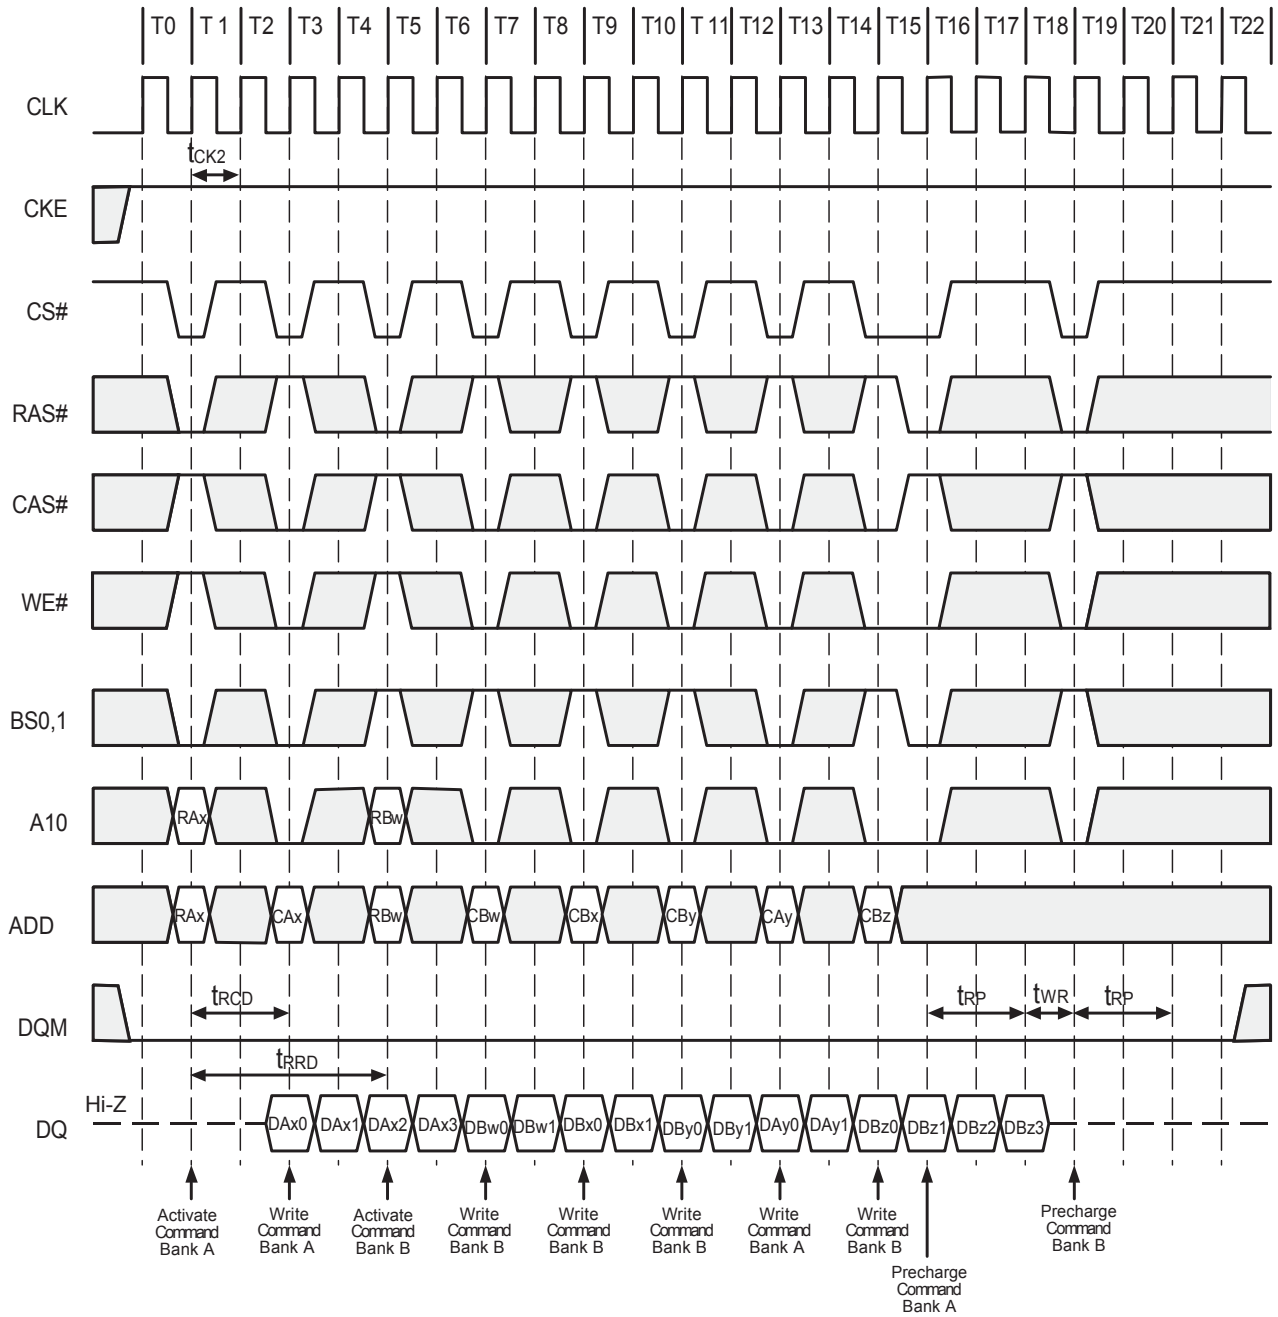 T0 T 1 T2 T3 T4 T5 T6 T7 T8 T9 T10 T 11 T12 T13 T14 T15 T16 T17 T18 T19 T20 T21 T22
CLK
tCK2
CKE
CS#
RAS#
CAS#
WE#
BS0,1
A10 RAx RBw
ADD RAx CAx RBw CBw CBx CBy CAy CBz
DQM tRCD tRP tWR tRP
tRRD
Hi-Z
DQ DAx0 DAx1 DAx2 DAx3 DBw0 DBw1 DBx0 DBx1 DBy0 DBy1 DAy0 DAy1 DBz0 DBz1 DBz2 DBz3
Activate
Command
Bank A
Write
Command
Bank A
Activate
Command
Bank B
Write
Command
Bank B
Write
Command
Bank B
Write
Command
Bank B
Write
Command
Bank A
Write
Command
Bank B
Precharge
Command
Bank A
Precharge
Command
Bank B